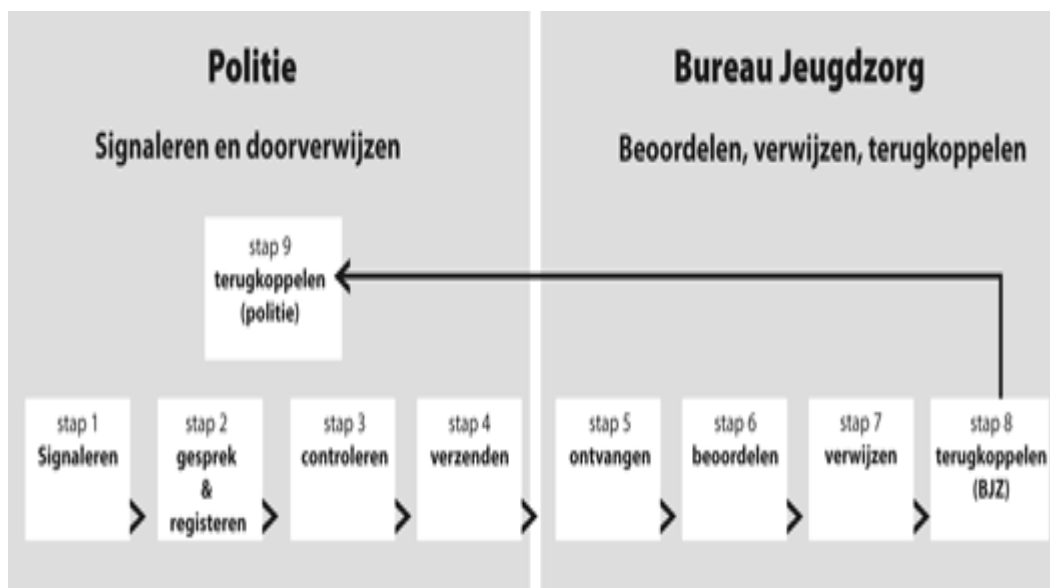 Politie
Signaleren en doorverwijzen
stap 9
terugkoppelen
(politie)
stap 1
Signaleren
stap 2
gesprek
&
registeren
stap 3
controleren
stap 4
verzenden
Bureau Jeugdzorg
Beoordelen, verwijzen, terugkoppelen
stap 5
ontvangen
stap 6
beoordelen
stap 7
verwijzen
stap 8
terugkoppelen
(BJZ)